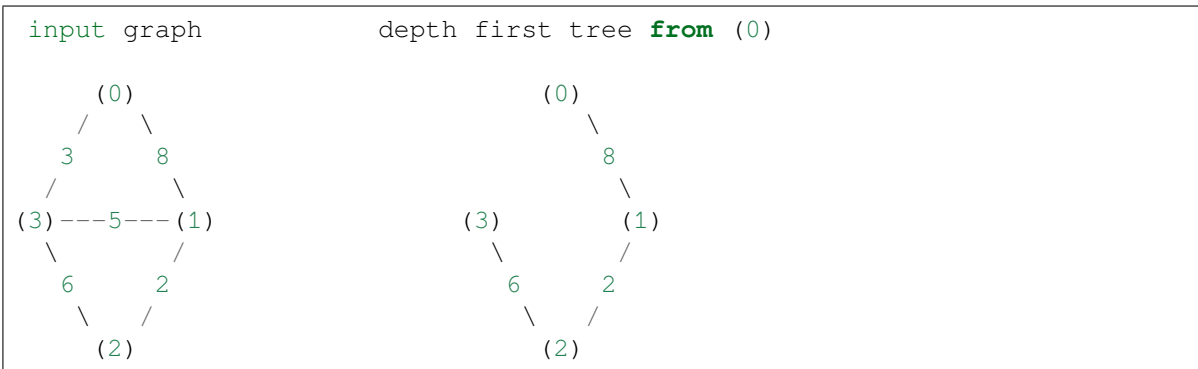 input graph depth first tree from (0)
(0) (0)
/ \ \
3 8 8
/ \ \
(3)---5---(1) (3) (1)
\ / \ /
6 2 6 2
\ / \ /
(2) (2)